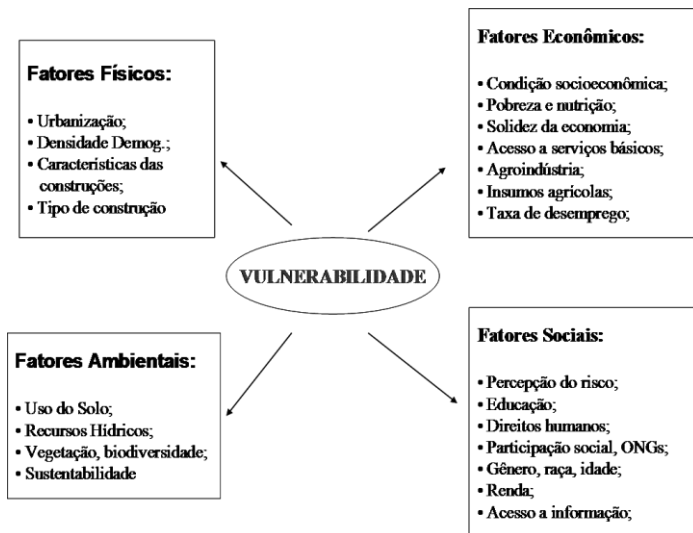 Fatores Físicos:
• Urbanização;
• Densidade Demog.;
• Características das
construções;
• Tipo de construção
Fatores Econômicos:
• Condição socioeconômica;
• Pobreza e nutrição;
• Solidez da economia;
• Acesso a serviços básicos;
• Agroindústria;
• Insumos agrícolas;
• Taxa de desemprego;
VULNERABILIDADE
Fatores Ambientais:
• Uso do Solo;
• Recursos Hídricos;
• Vegetação, biodiversidade;
• Sustentabilidade
Fatores Sociais:
• Percepção do risco;
• Educação;
• Direitos humanos;
• Participação social, ONGs;
• Gênero, raça, idade;
• Renda;
• Acesso a informação;